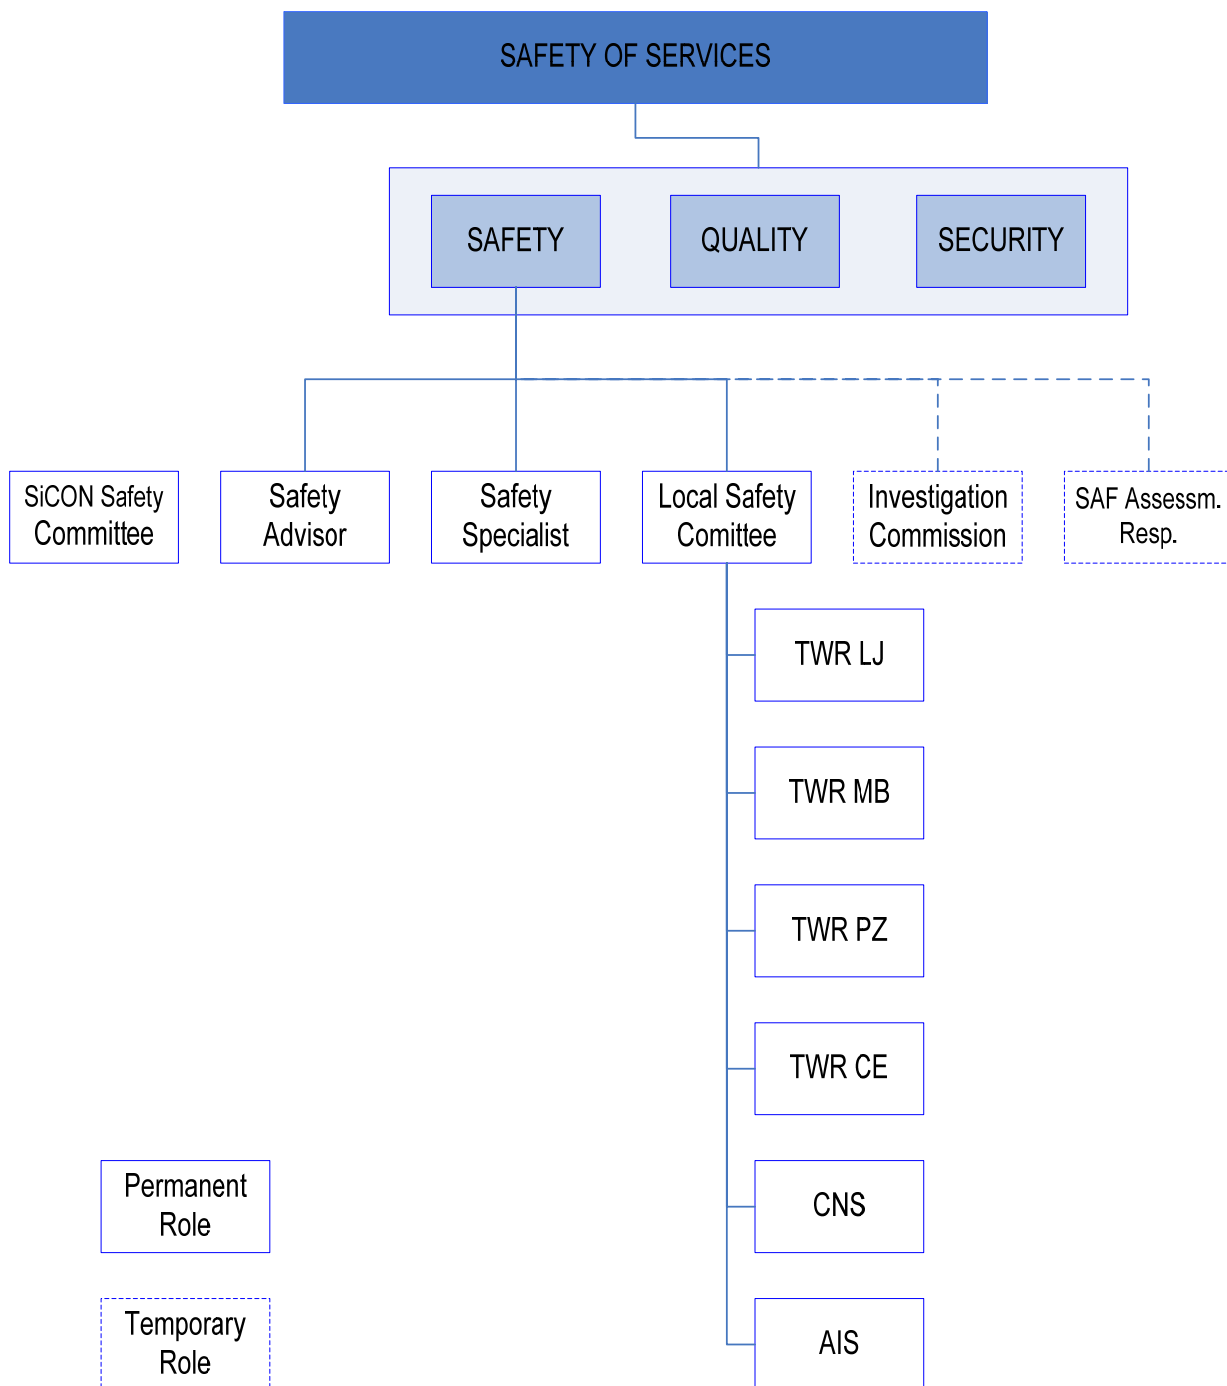 SAFETY OF SERVICES
SAFETY
QUALITY
SECURITY
SiCON Safety
Committee
Safety
Advisor
Safety
Specialist
Local Safety
Comittee
Investigation
Commission
SAF Assessm.
Resp.
TWR LJ
TWR MB
TWR PZ
TWR CE
CNS
AIS
Permanent
Role
Temporary
Role